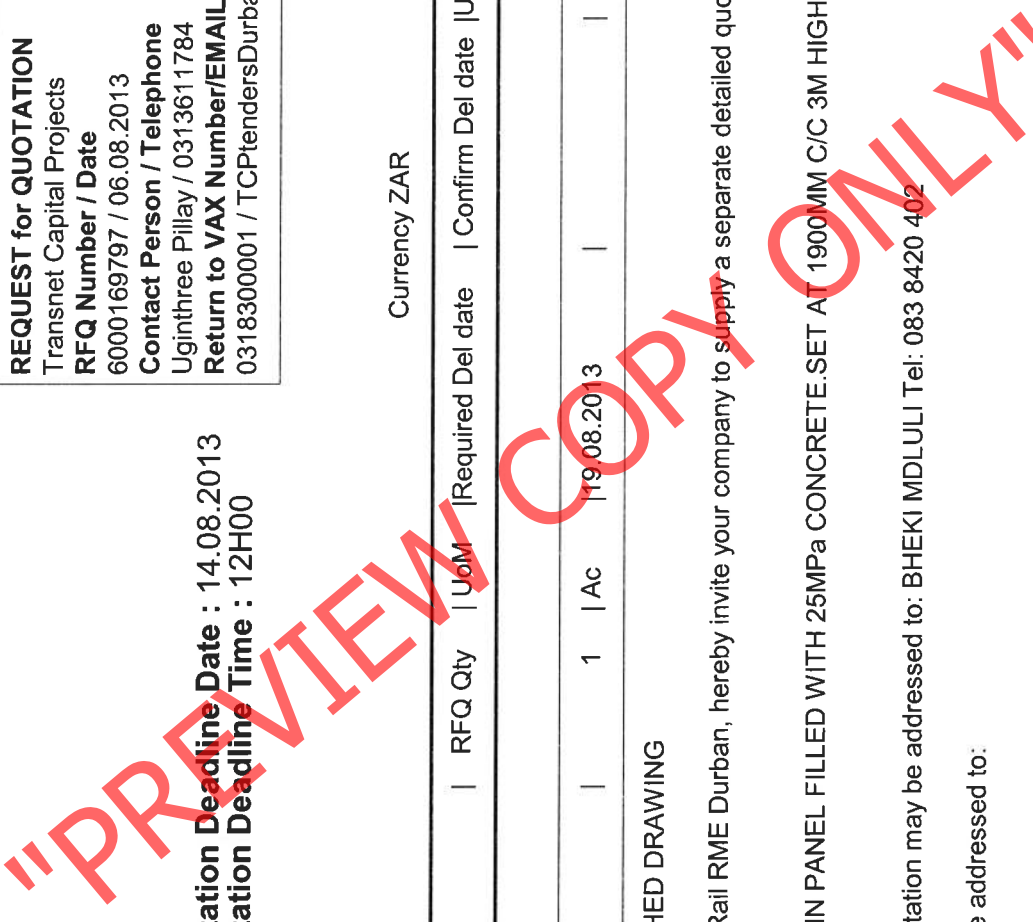 REQUEST for QUOTATION
Transnet Capital Projects
RFQ Number / Date
6000169797 / 06.08.2013
Contact Person / Telephone
Uginthree Pillay / 0313611784
Return to VAX Number/EMAIL
0318300001 / TCPtendersDurba
ation Deadline Date : 14.08.2013
ation Deadline Time : 12H00
Currency ZAR
| RFQ Qty | UoM |Required Del date | Confirm Del date |U
| 1 | Ac |19.08.2013 | |
HED DRAWING
Rail RME Durban, hereby invite your company to supply a separate detailed quo
IN PANEL FILLED WITH 25MPa CONCRETE.SET AT 1900MM C/C 3M HIGH
tation may be addressed to: BHEKI MDLULI Tel: 083 8420 402
e addressed to:
"PREVIEW COPY ONLY"